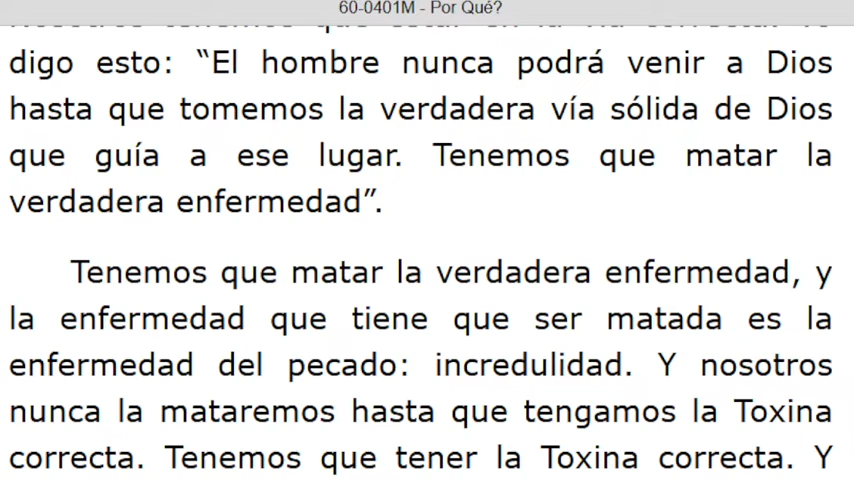 60-0401M - Por Qué?
digo esto: “El hombre nunca podrá venir a Dios
hasta que tomemos la verdadera vía sólida de Dios
que guía a ese lugar. Tenemos que matar la
verdadera enfermedad”.
Tenemos que matar la verdadera enfermedad, y
la enfermedad que tiene que ser matada es la
enfermedad del pecado: incredulidad. Y nosotros
nunca la mataremos hasta que tengamos la Toxina
correcta. Tenemos que tener la Toxina correcta. Y